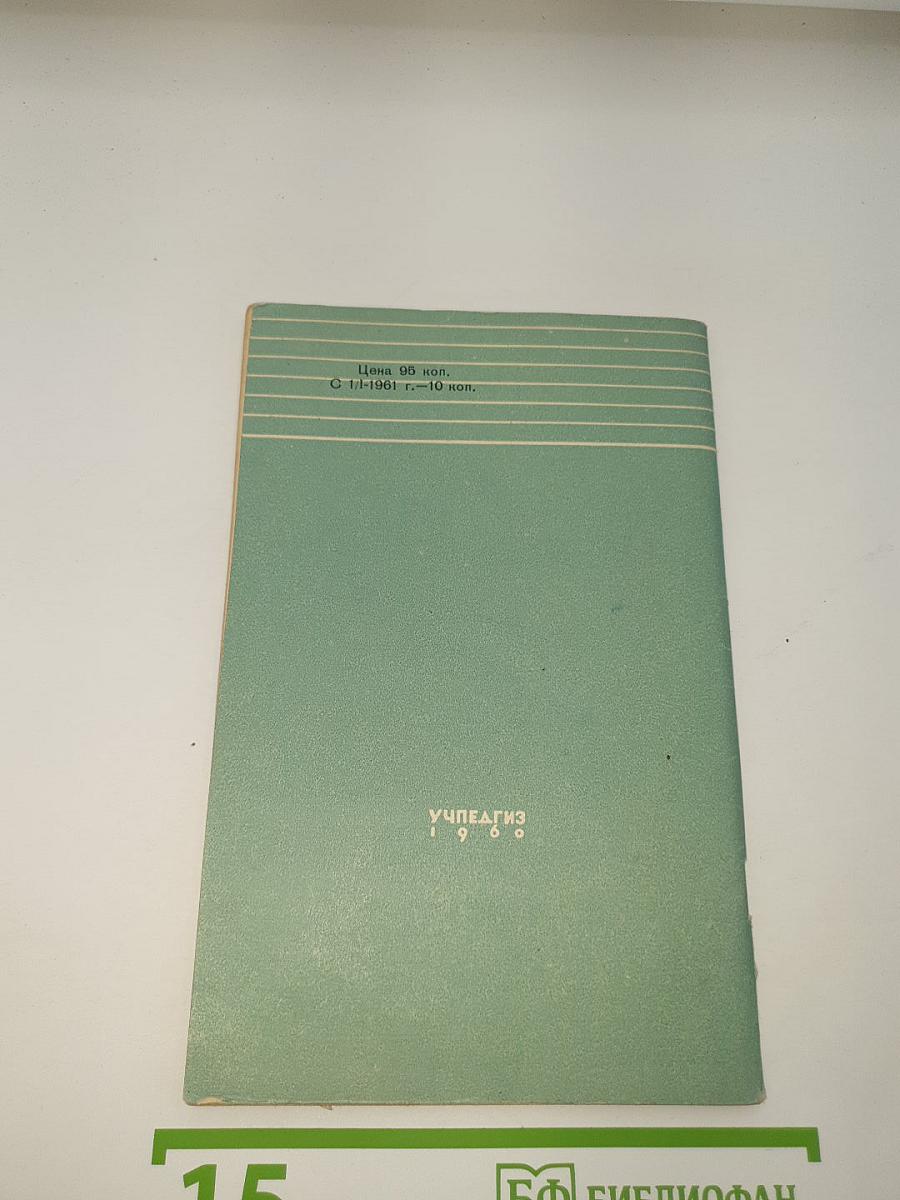 Цена 95 коп.
С 1/I-1961 г.—10 коп.
УЧПЕДГИЗ
1960
15
БФ БИБЛИОФАН